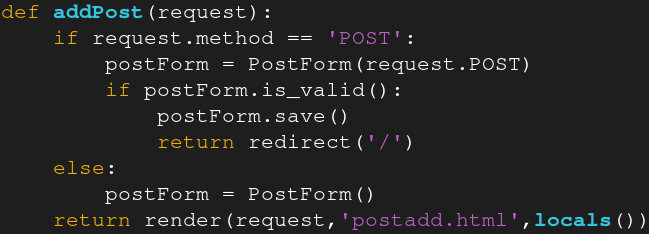 def addPost(request):
    if request.method == 'POST':
        postForm = PostForm(request.POST)
        if postForm.is_valid():
            postForm.save()
            return redirect('/')
    else:
        postForm = PostForm()
    return render(request,'postadd.html',locals())